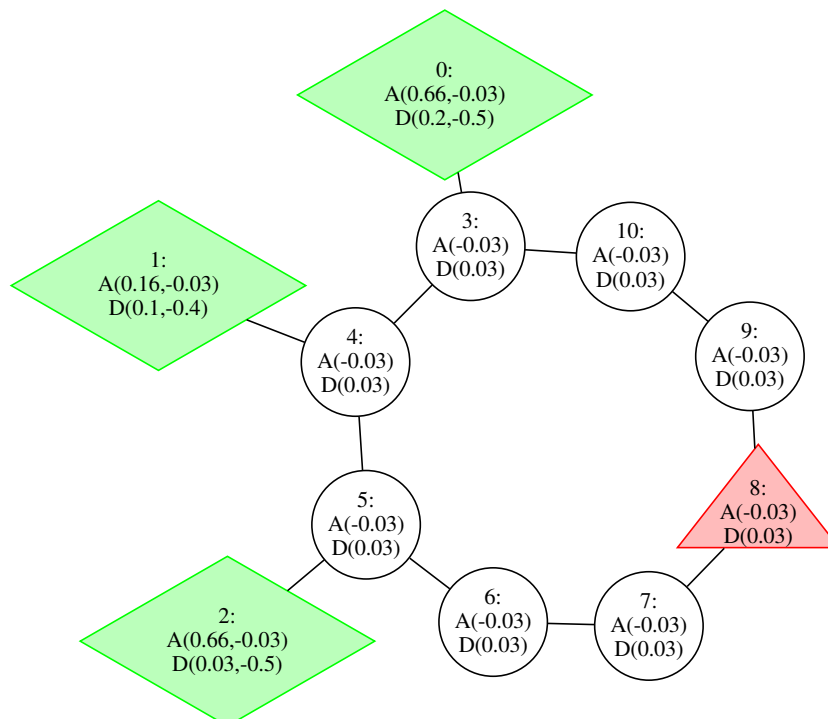 0:
A(0.66,-0.03)
D(0.2,-0.5)
1:
A(0.16,-0.03)
D(0.1,-0.4)
3:
A(-0.03)
D(0.03)
10:
A(-0.03)
D(0.03)
4:
A(-0.03)
D(0.03)
9:
A(-0.03)
D(0.03)
5:
A(-0.03)
D(0.03)
8:
A(-0.03)
D(0.03)
2:
A(0.66,-0.03)
D(0.03,-0.5)
6:
A(-0.03)
D(0.03)
7:
A(-0.03)
D(0.03)